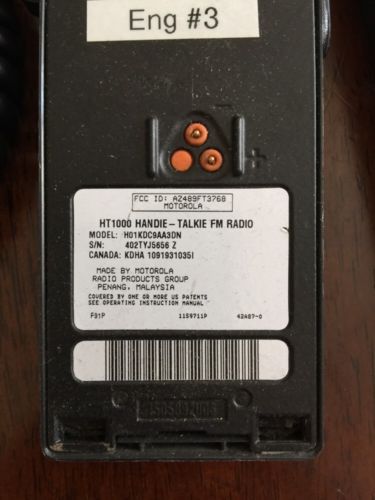 Eng #3
- +
FCC ID: AZ489FT3768
MOTOROLA
HT1000 HANDIE-TALKIE FM RADIO
MODEL: H01KDC9AA3DN
S/N: 402TYJ5656 Z
CANADA: KDHA 1091931035I
MADE BY MOTOROLA
RADIO PRODUCTS GROUP
PENANG, MALAYSIA
COVERED BY ONE OR MORE US PATENTS
SEE OPERATING INSTRUCTION MANUAL
F91P 1159711P 42487-0